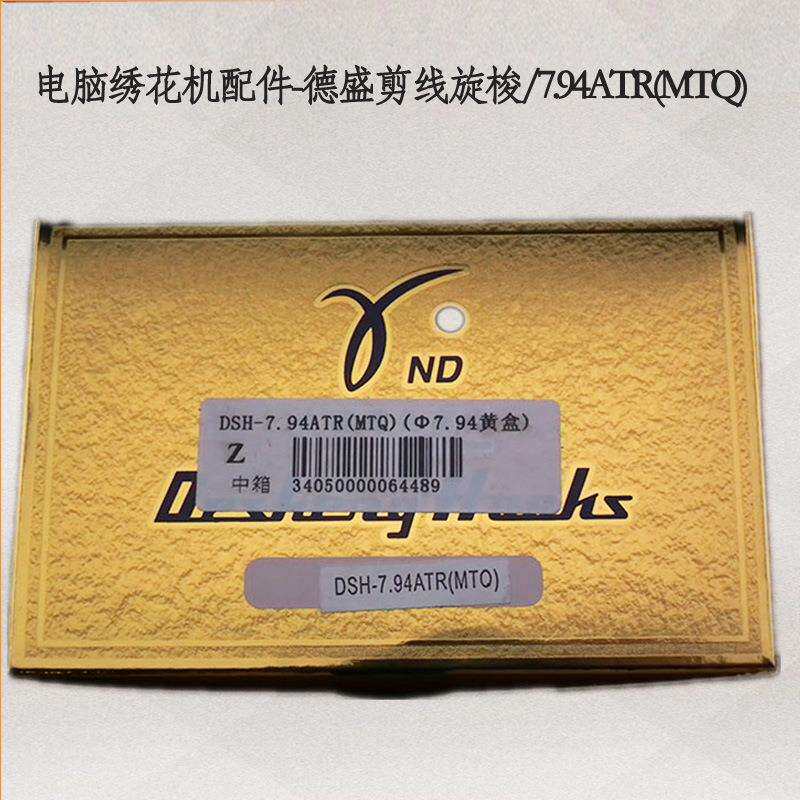 电脑绣花机配件-德盛剪线旋梭/7.94ATR(MTQ)
ND
DSH-7.94ATR(MTQ)(Φ7.94黄盒)
Z
中箱 34050000064489
DSH-7.94ATR(MTQ)